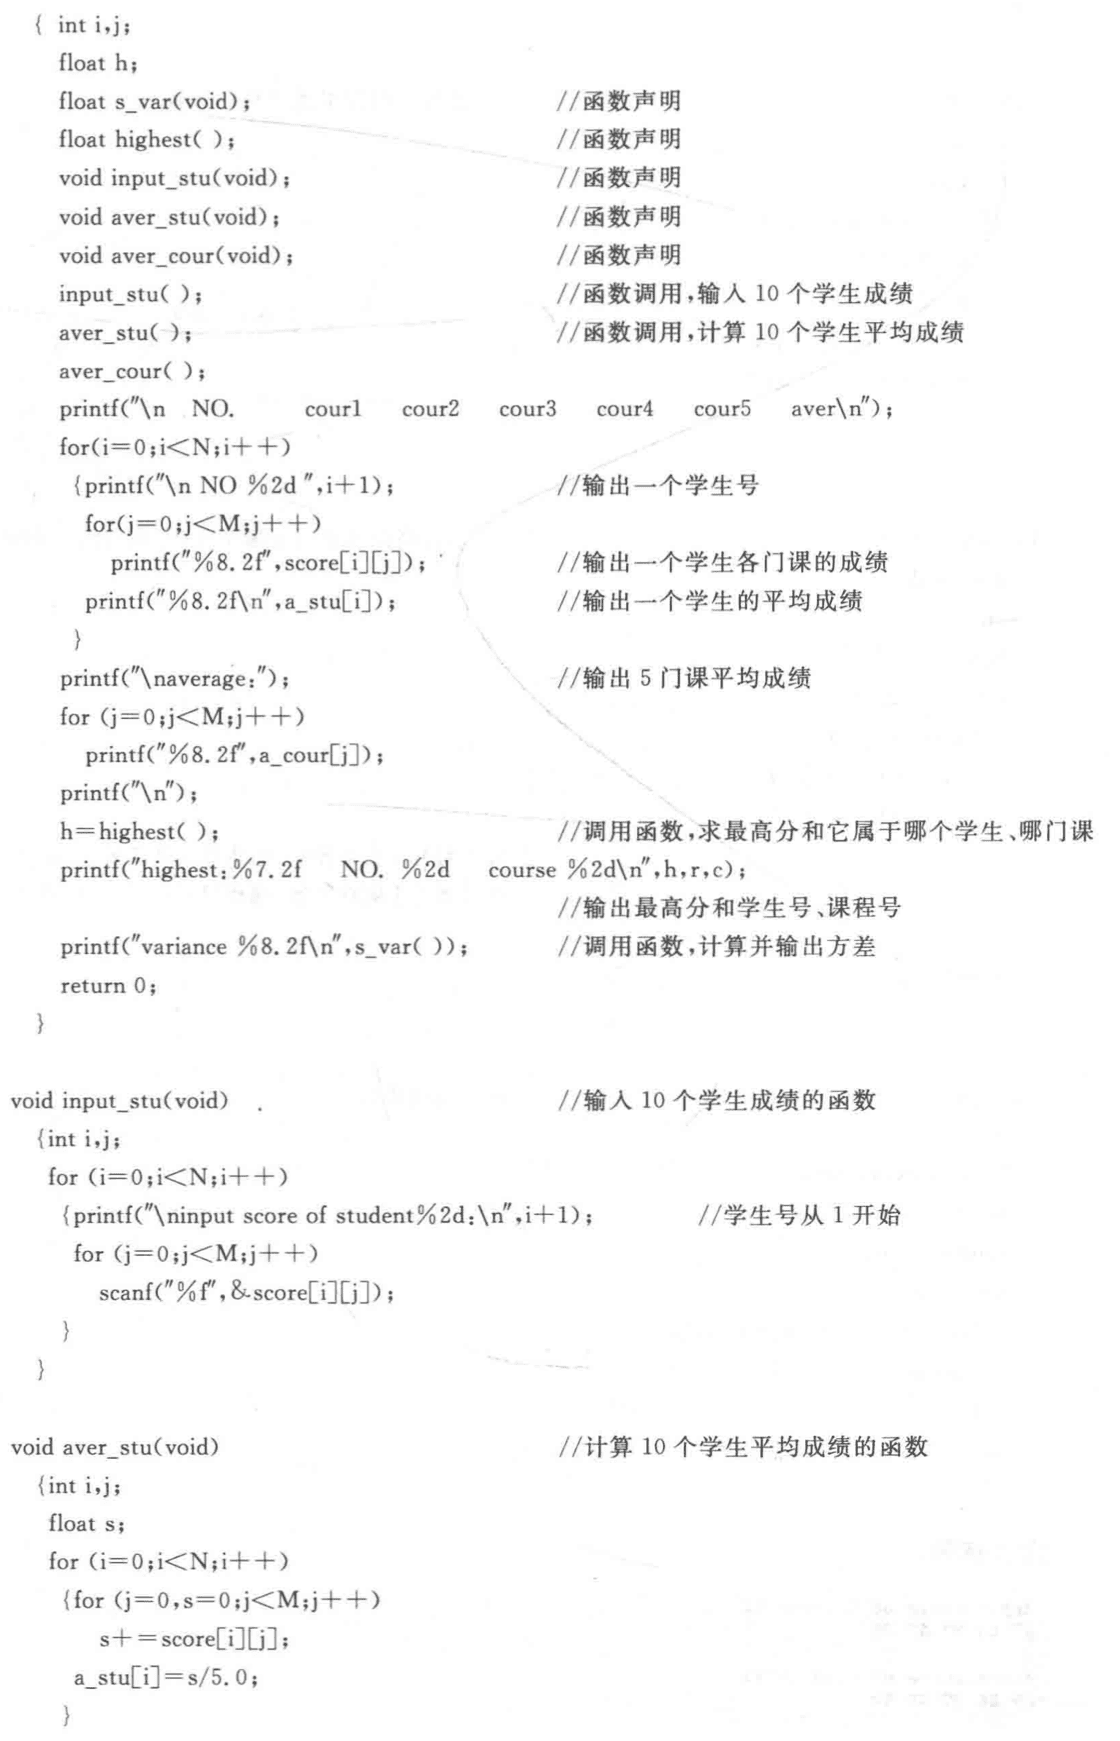 { int i,j;
float h;
float s_var(void); //函数声明
float highest( ); //函数声明
void input_stu(void); //函数声明
void aver_stu(void); //函数声明
void aver_cour(void); //函数声明
input_stu( ); //函数调用,输入 10 个学生成绩
aver_stu( ); //函数调用,计算 10 个学生平均成绩
aver_cour( );
printf("\n NO. cour1 cour2 cour3 cour4 cour5 aver\n");
for(i=0;i<N;i++)
{printf("\n NO %2d ",i+1); //输出一个学生号
for(j=0;j<M;j++)
printf("%8.2f",score[i][j]); //输出一个学生各门课的成绩
printf("%8.2f\n",a_stu[i]); //输出一个学生的平均成绩
}
printf("\naverage:"); //输出 5 门课平均成绩
for (j=0;j<M;j++)
printf("%8.2f",a_cour[j]);
printf("\n");
h=highest( ); //调用函数,求最高分和它属于哪个学生、哪门课
printf("highest:%7.2f NO. %2d course %2d\n",h,r,c);
//输出最高分和学生号、课程号
printf("variance %8.2f\n",s_var( )); //调用函数,计算并输出方差
return 0;
}
void input_stu(void) //输入 10 个学生成绩的函数
{int i,j;
for (i=0;i<N;i++)
{printf("\ninput score of student%2d:\n",i+1); //学生号从 1 开始
for (j=0;j<M;j++)
scanf("%f",&score[i][j]);
}
}
void aver_stu(void) //计算 10 个学生平均成绩的函数
{int i,j;
float s;
for (i=0;i<N;i++)
{for (j=0,s=0;j<M;j++)
s+=score[i][j];
a_stu[i]=s/5.0;
}